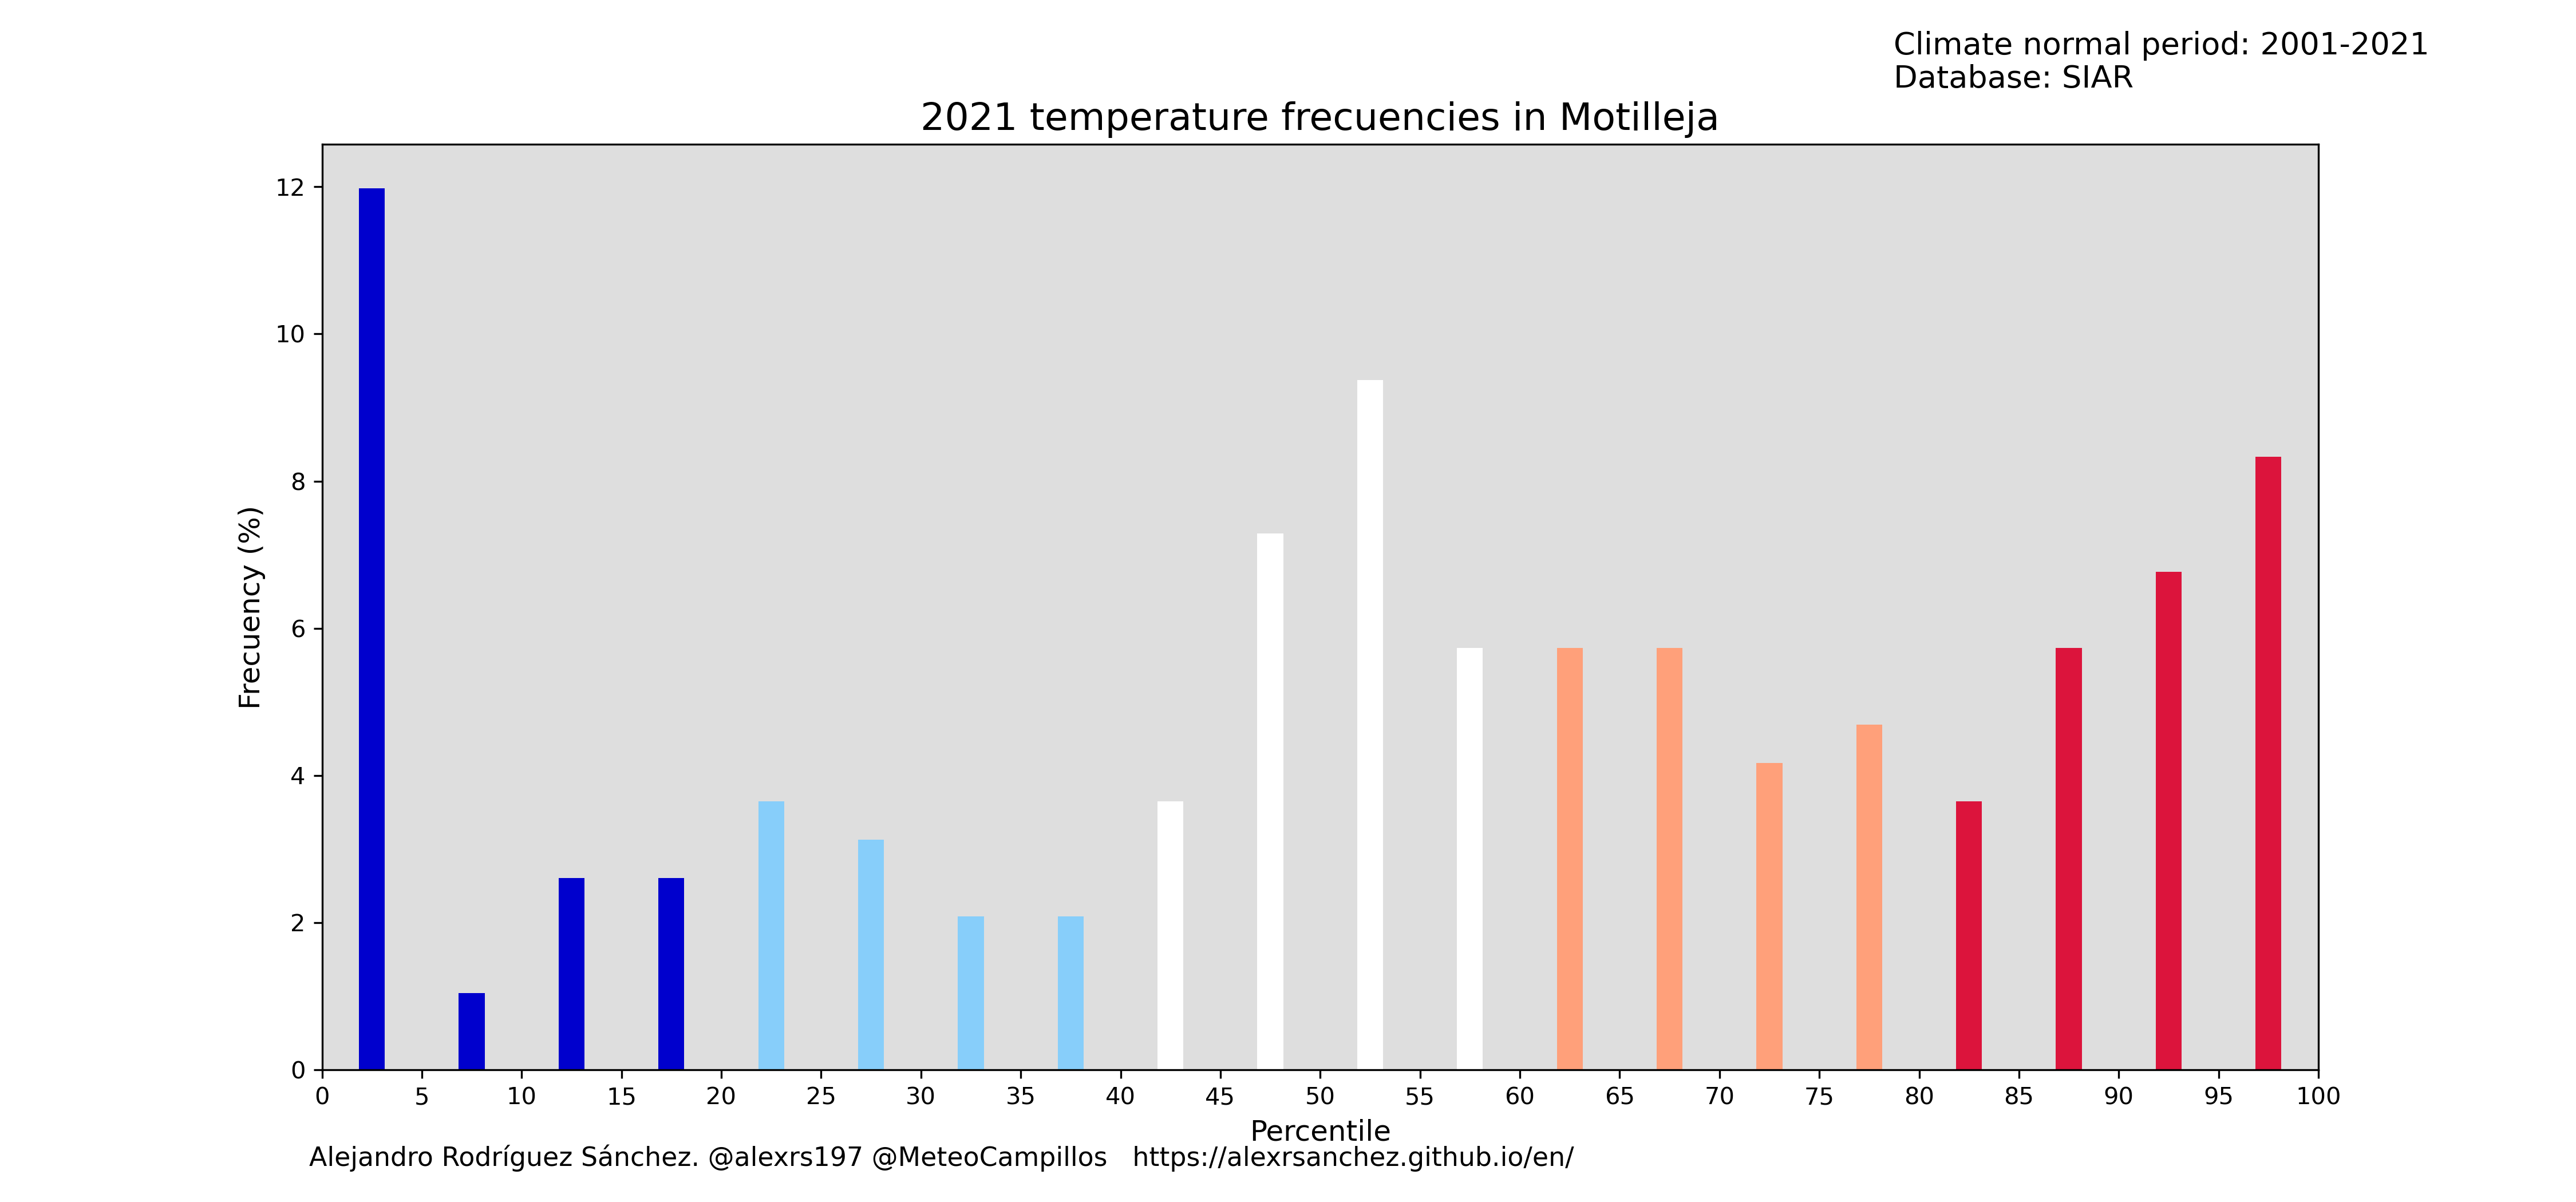 Climate normal period: 2001-2021
Database: SIAR
2021 temperature frecuencies in Motilleja
12
10
8
6
4
2
0
Frecuency (%)
0 5 10 15 20 25 30 35 40 45 50 55 60 65 70 75 80 85 90 95 100
Percentile
Alejandro Rodríguez Sánchez. @alexrs197 @MeteoCampillos https://alexrsanchez.github.io/en/